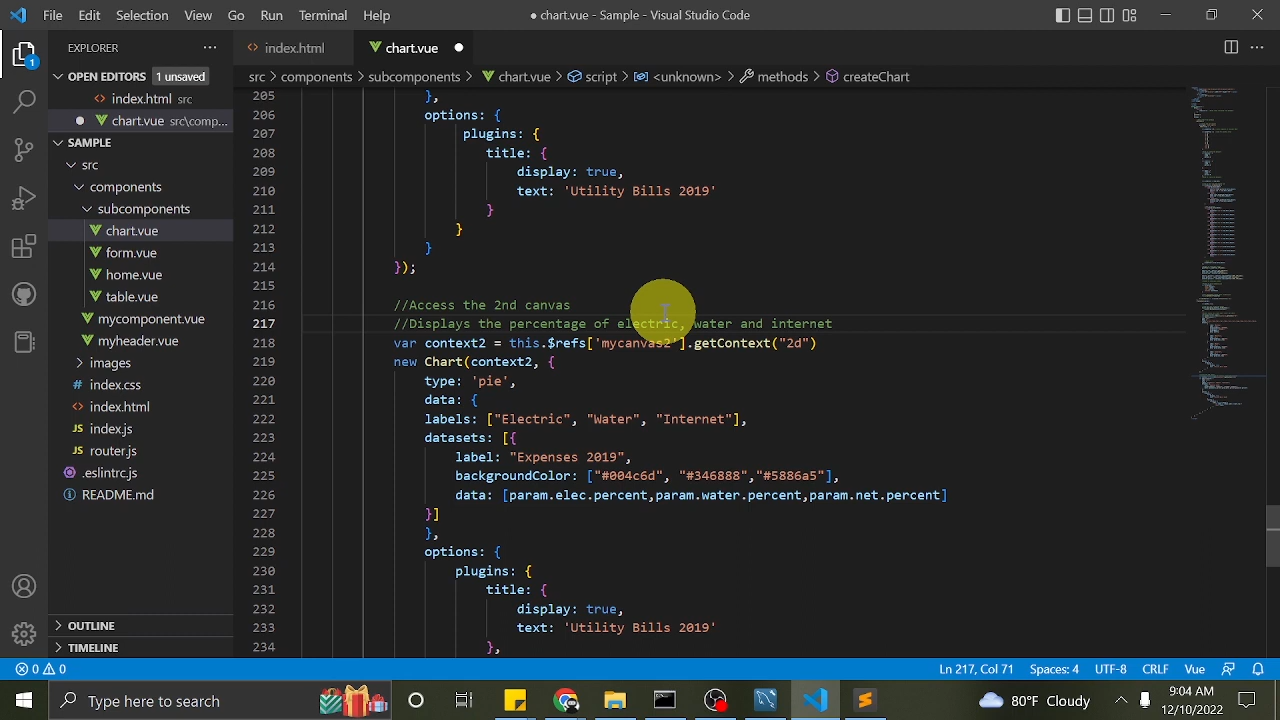 File Edit Selection View Go Run Terminal Help
● chart.vue - Sample - Visual Studio Code
EXPLORER
OPEN EDITORS 1 unsaved
index.html src
chart.vue src\comp...
SAMPLE
src
components
subcomponents
chart.vue
form.vue
home.vue
table.vue
mycomponent.vue
myheader.vue
images
index.css
index.html
index.js
router.js
.eslintrc.js
README.md
OUTLINE
TIMELINE
index.html
chart.vue
src > components > subcomponents > chart.vue > script > <unknown> > methods > createChart
205 },
206 options: {
207 plugins: {
208 title: {
209 display: true,
210 text: 'Utility Bills 2019'
211 }
212 }
213 }
214 });
215
216 //Access the 2nd canvas
217 //Displays the percentage of electric, watr and internet
218 var context2 = this.$refs['mycanvas2'].getContext("2d")
219 new Chart(context2, {
220 type: 'pie',
221 data: {
222 labels: ["Electric", "Water", "Internet"],
223 datasets: [{
224 label: "Expenses 2019",
225 backgroundColor: ["#004c6d", "#346888","#5886a5"],
226 data: [param.elec.percent,param.water.percent,param.net.percent]
227 }]
228 },
229 options: {
230 plugins: {
231 title: {
232 display: true,
233 text: 'Utility Bills 2019'
234 },
0 0
Ln 217, Col 71 Spaces: 4 UTF-8 CRLF Vue
Type here to search
80°F Cloudy
12/10/2022